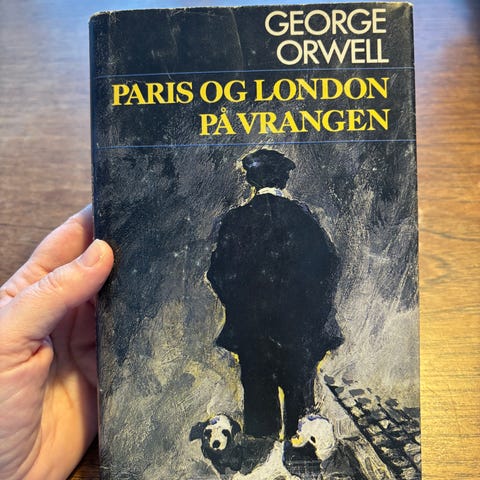 GEORGE
ORWELL
PARIS OG LONDON
PÅ VRANGEN